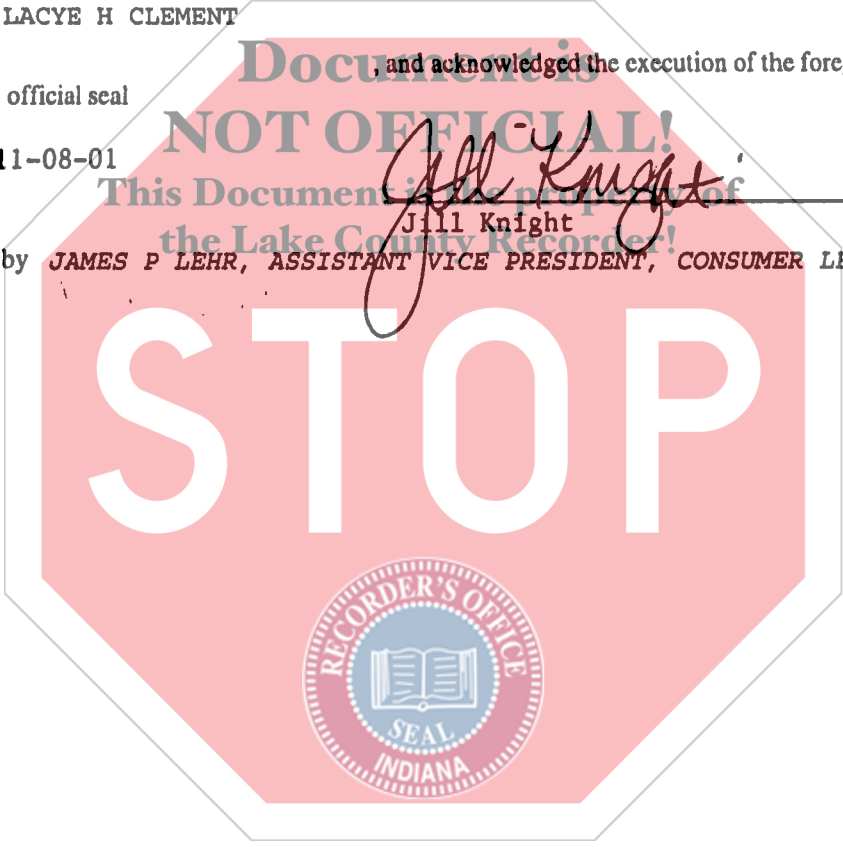 LACYE H CLEMENT
Document is
, and acknowledged the execution of the fore
official seal
NOT OFFICIAL!
11-08-01
This Document is the property of
Jill Knight
Jill Knight
the Lake County Recorder!
by JAMES P LEHR, ASSISTANT VICE PRESIDENT, CONSUMER LE
STOP
RECORDER'S OFFICE
SEAL
INDIANA